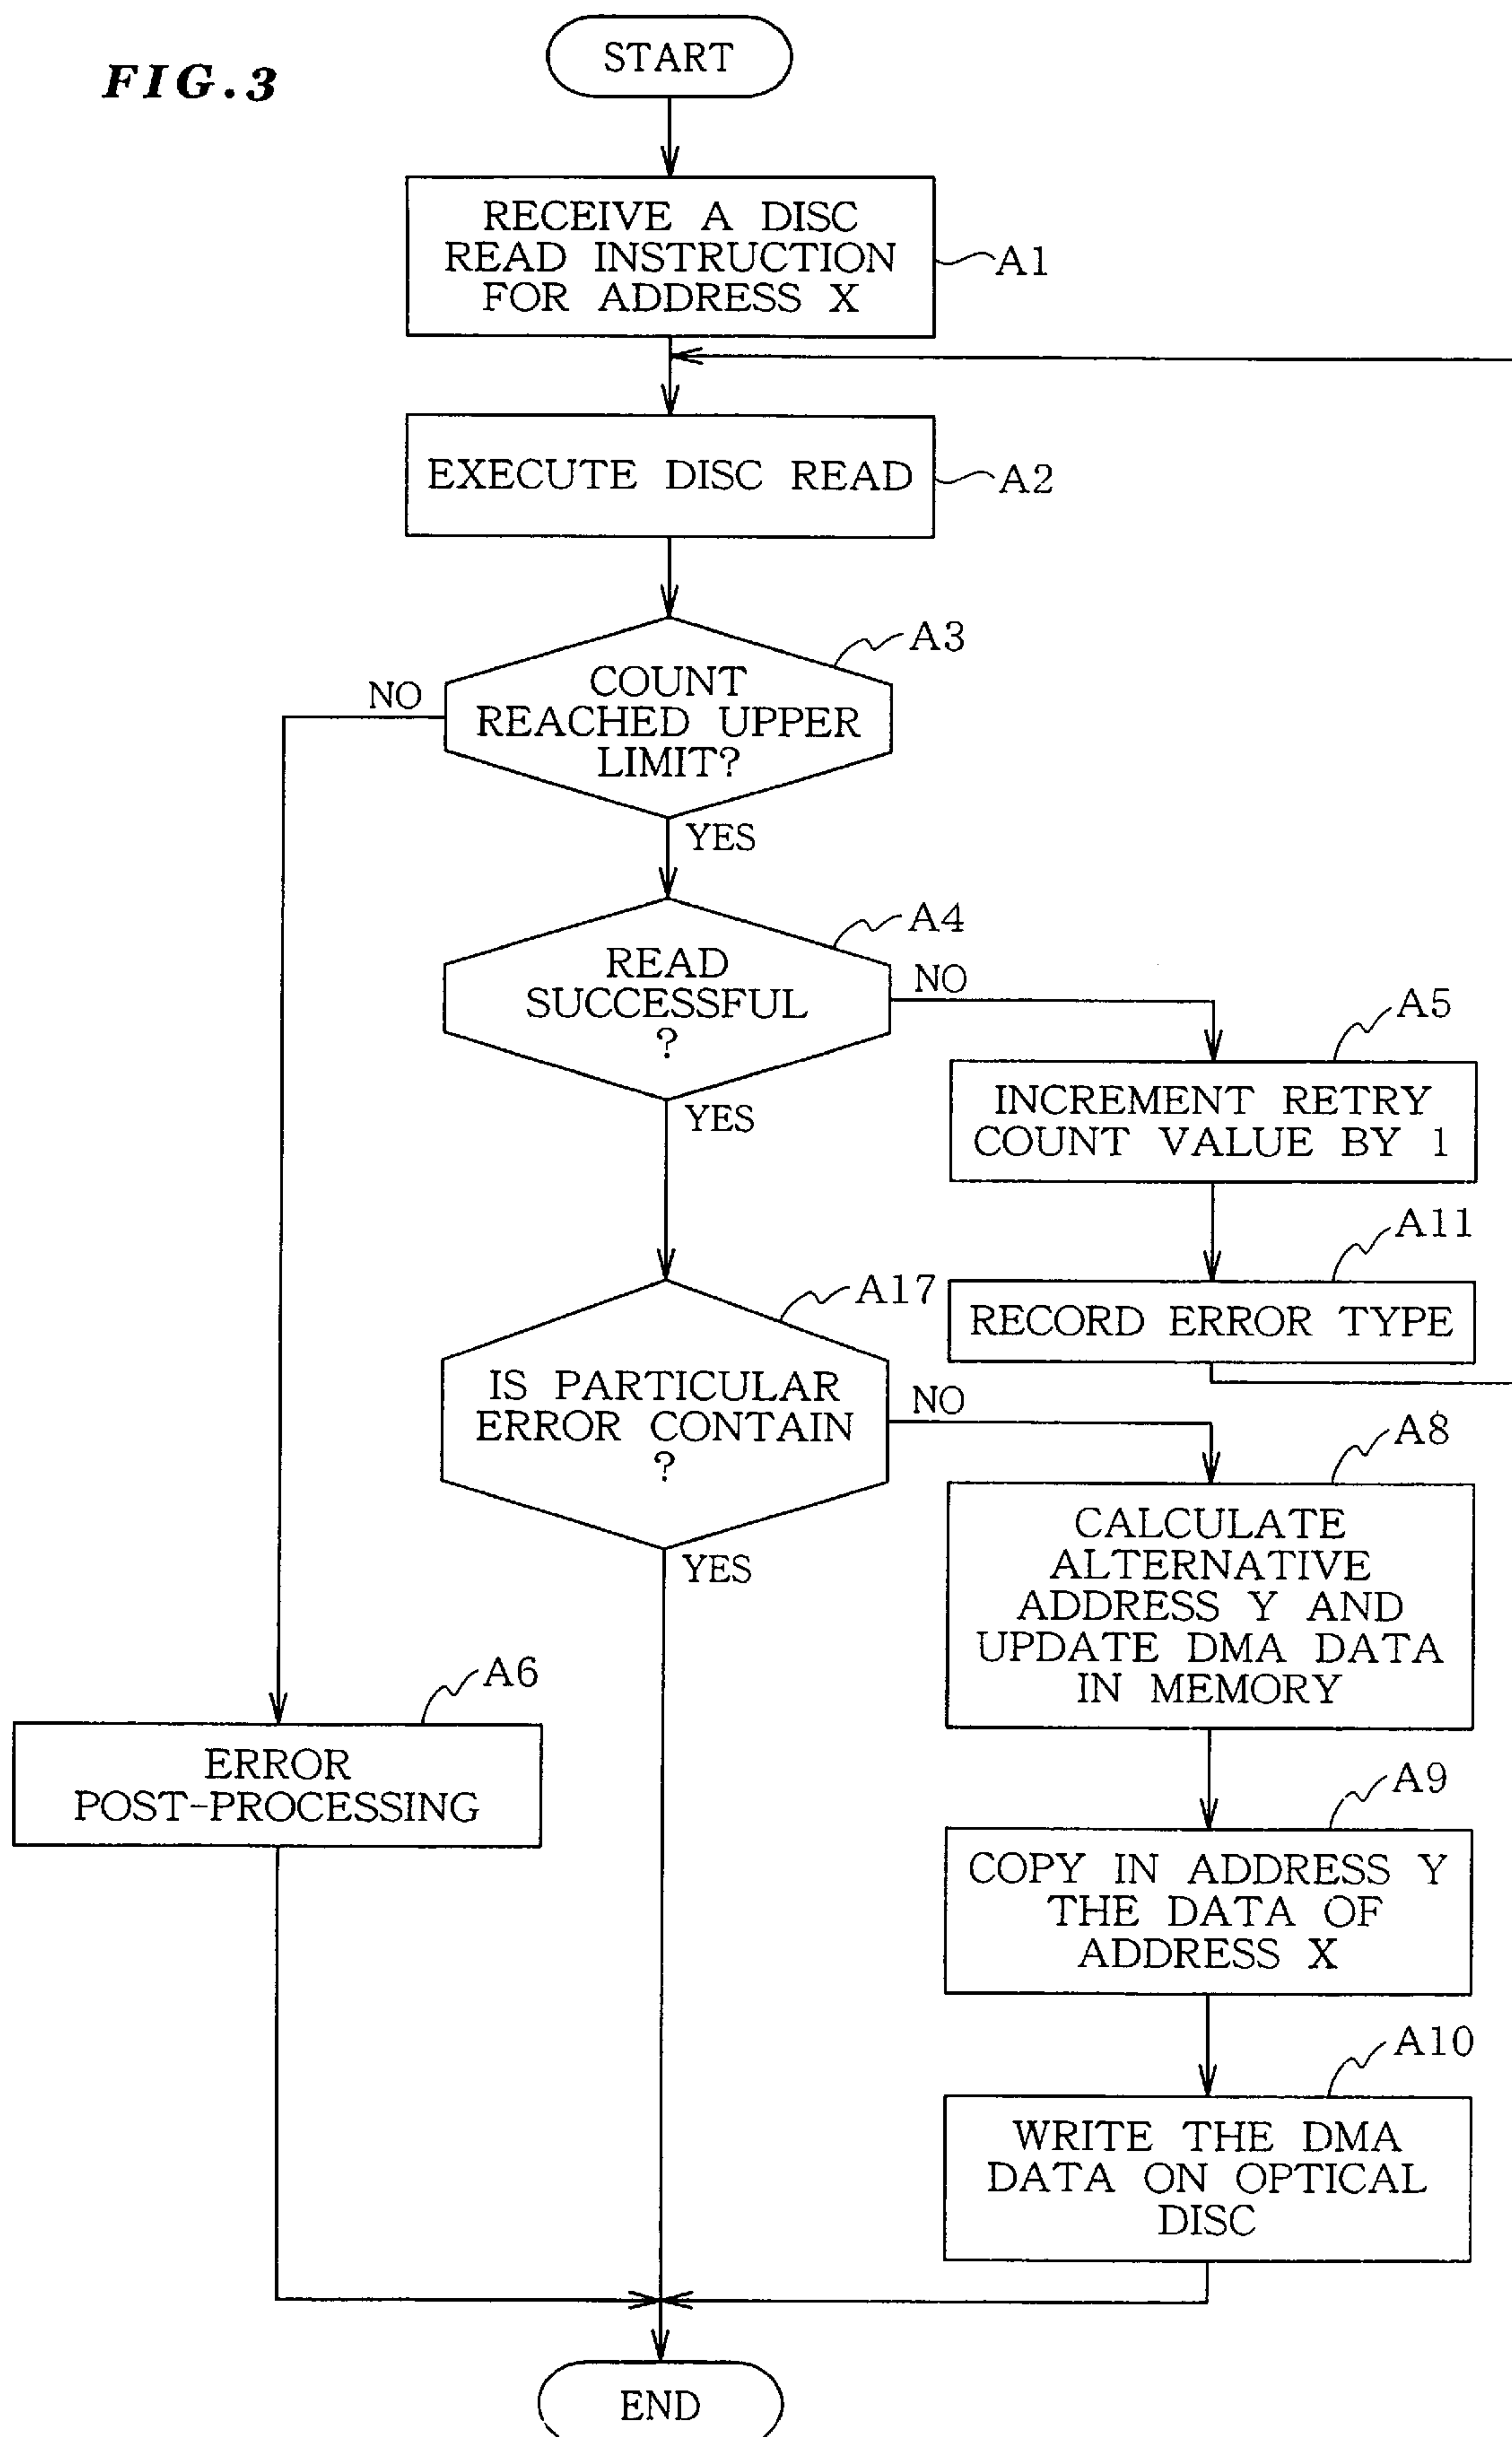 FIG.3
START
RECEIVE A DISC
READ INSTRUCTION
FOR ADDRESS X
A1
EXECUTE DISC READ
A2
A3
COUNT
REACHED UPPER
LIMIT?
NO
YES
A4
READ
SUCCESSFUL
?
NO
YES
A5
INCREMENT RETRY
COUNT VALUE BY 1
A11
RECORD ERROR TYPE
A17
IS PARTICULAR
ERROR CONTAIN
?
NO
YES
A8
CALCULATE
ALTERNATIVE
ADDRESS Y AND
UPDATE DMA DATA
IN MEMORY
A6
ERROR
POST-PROCESSING
A9
COPY IN ADDRESS Y
THE DATA OF
ADDRESS X
A10
WRITE THE DMA
DATA ON OPTICAL
DISC
END